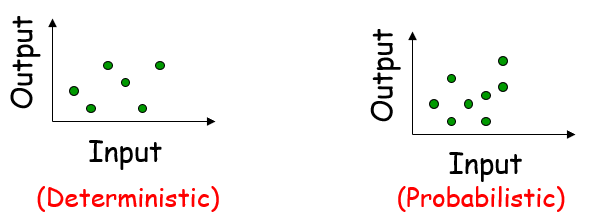 Output
Input
(Deterministic)
Output
Input
(Probabilistic)